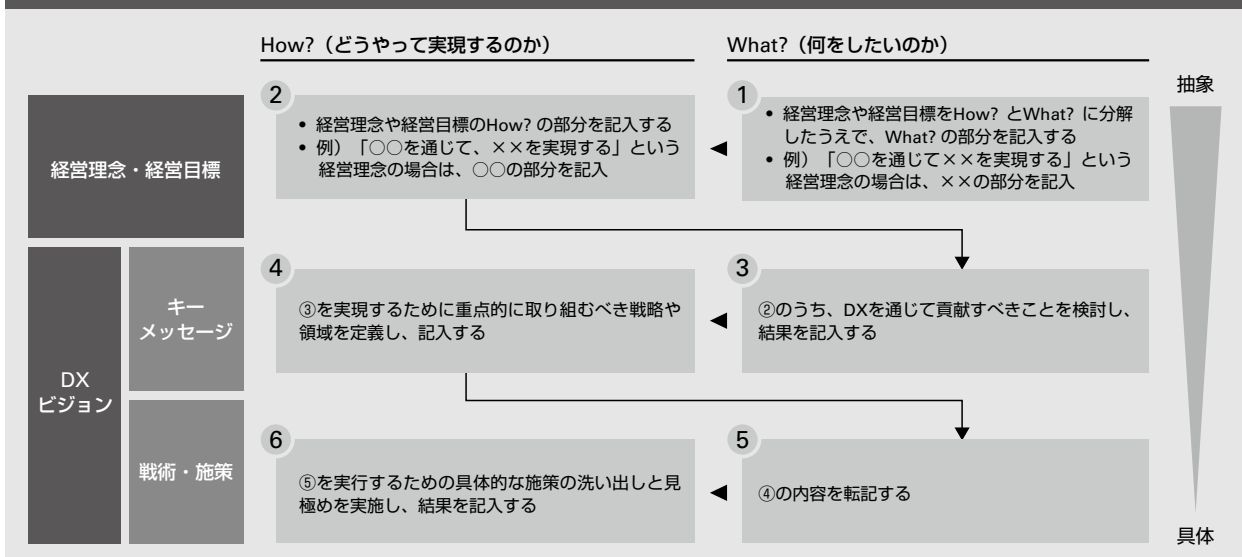 How?（どうやって実現するのか）
What?（何をしたいのか）
抽象
経営理念・経営目標
2
• 経営理念や経営目標のHow? の部分を記入する
• 例）「○○を通じて、××を実現する」という
経営理念の場合は、○○の部分を記入
1
• 経営理念や経営目標をHow? とWhat? に分解
したうえで、What? の部分を記入する
• 例）「○○を通じて××を実現する」という
経営理念の場合は、××の部分を記入
DX
ビジョン
キー
メッセージ
4
③を実現するために重点的に取り組むべき戦略や
領域を定義し、記入する
3
②のうち、DXを通じて貢献すべきことを検討し、
結果を記入する
戦術・施策
6
⑤を実行するための具体的な施策の洗い出しと見
極めを実施し、結果を記入する
5
④の内容を転記する
具体